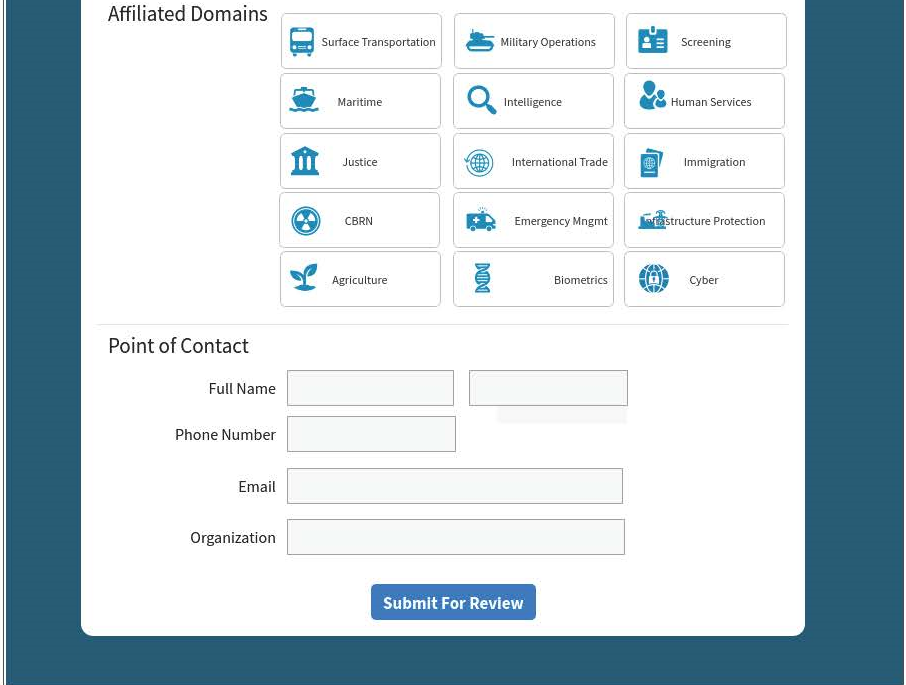 Affiliated Domains
Surface Transportation
Military Operations
Screening
Maritime
Intelligence
Human Services
Justice
International Trade
Immigration
CBRN
Emergency Mngmt
Infrastructure Protection
Agriculture
Biometrics
Cyber
Point of Contact
Full Name
Phone Number
Email
Organization
Submit For Review